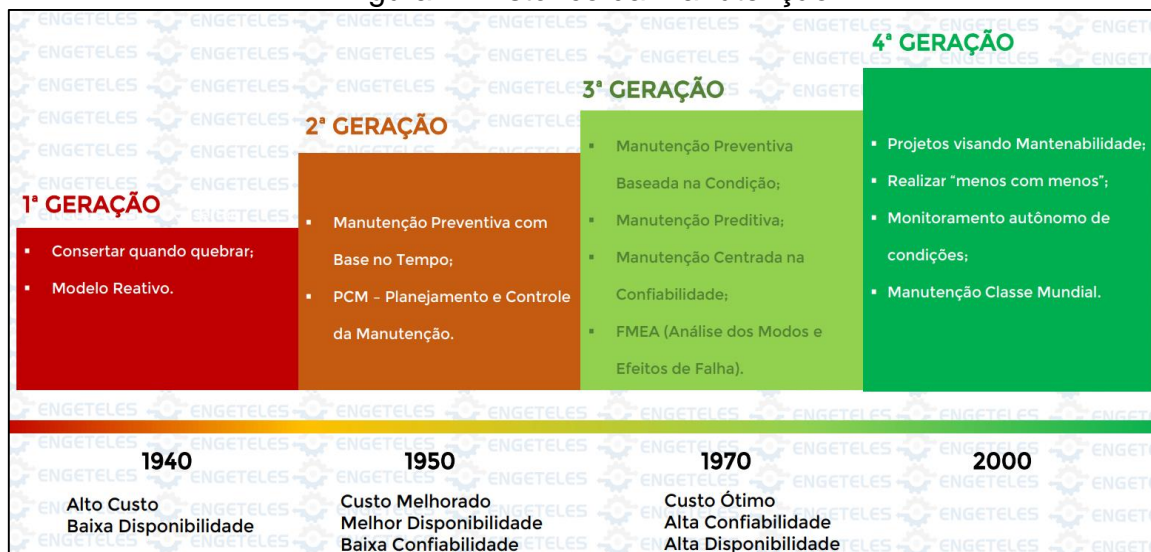 4ª GERAÇÃO
3ª GERAÇÃO
2ª GERAÇÃO
1ª GERAÇÃO
▪ Consertar quando quebrar;
▪ Modelo Reativo.
▪ Manutenção Preventiva com
Base no Tempo;
▪ PCM – Planejamento e Controle
da Manutenção.
▪ Manutenção Preventiva
Baseada na Condição;
▪ Manutenção Preditiva;
▪ Manutenção Centrada na
Confiabilidade;
▪ FMEA (Análise dos Modos e
Efeitos de Falha).
▪ Projetos visando Mantenabilidade;
▪ Realizar “menos com menos”;
▪ Monitoramento autônomo de
condições;
▪ Manutenção Classe Mundial.
1940
Alto Custo
Baixa Disponibilidade
1950
Custo Melhorado
Melhor Disponibilidade
Baixa Confiabilidade
1970
Custo Ótimo
Alta Confiabilidade
Alta Disponibilidade
2000
ENGETELES